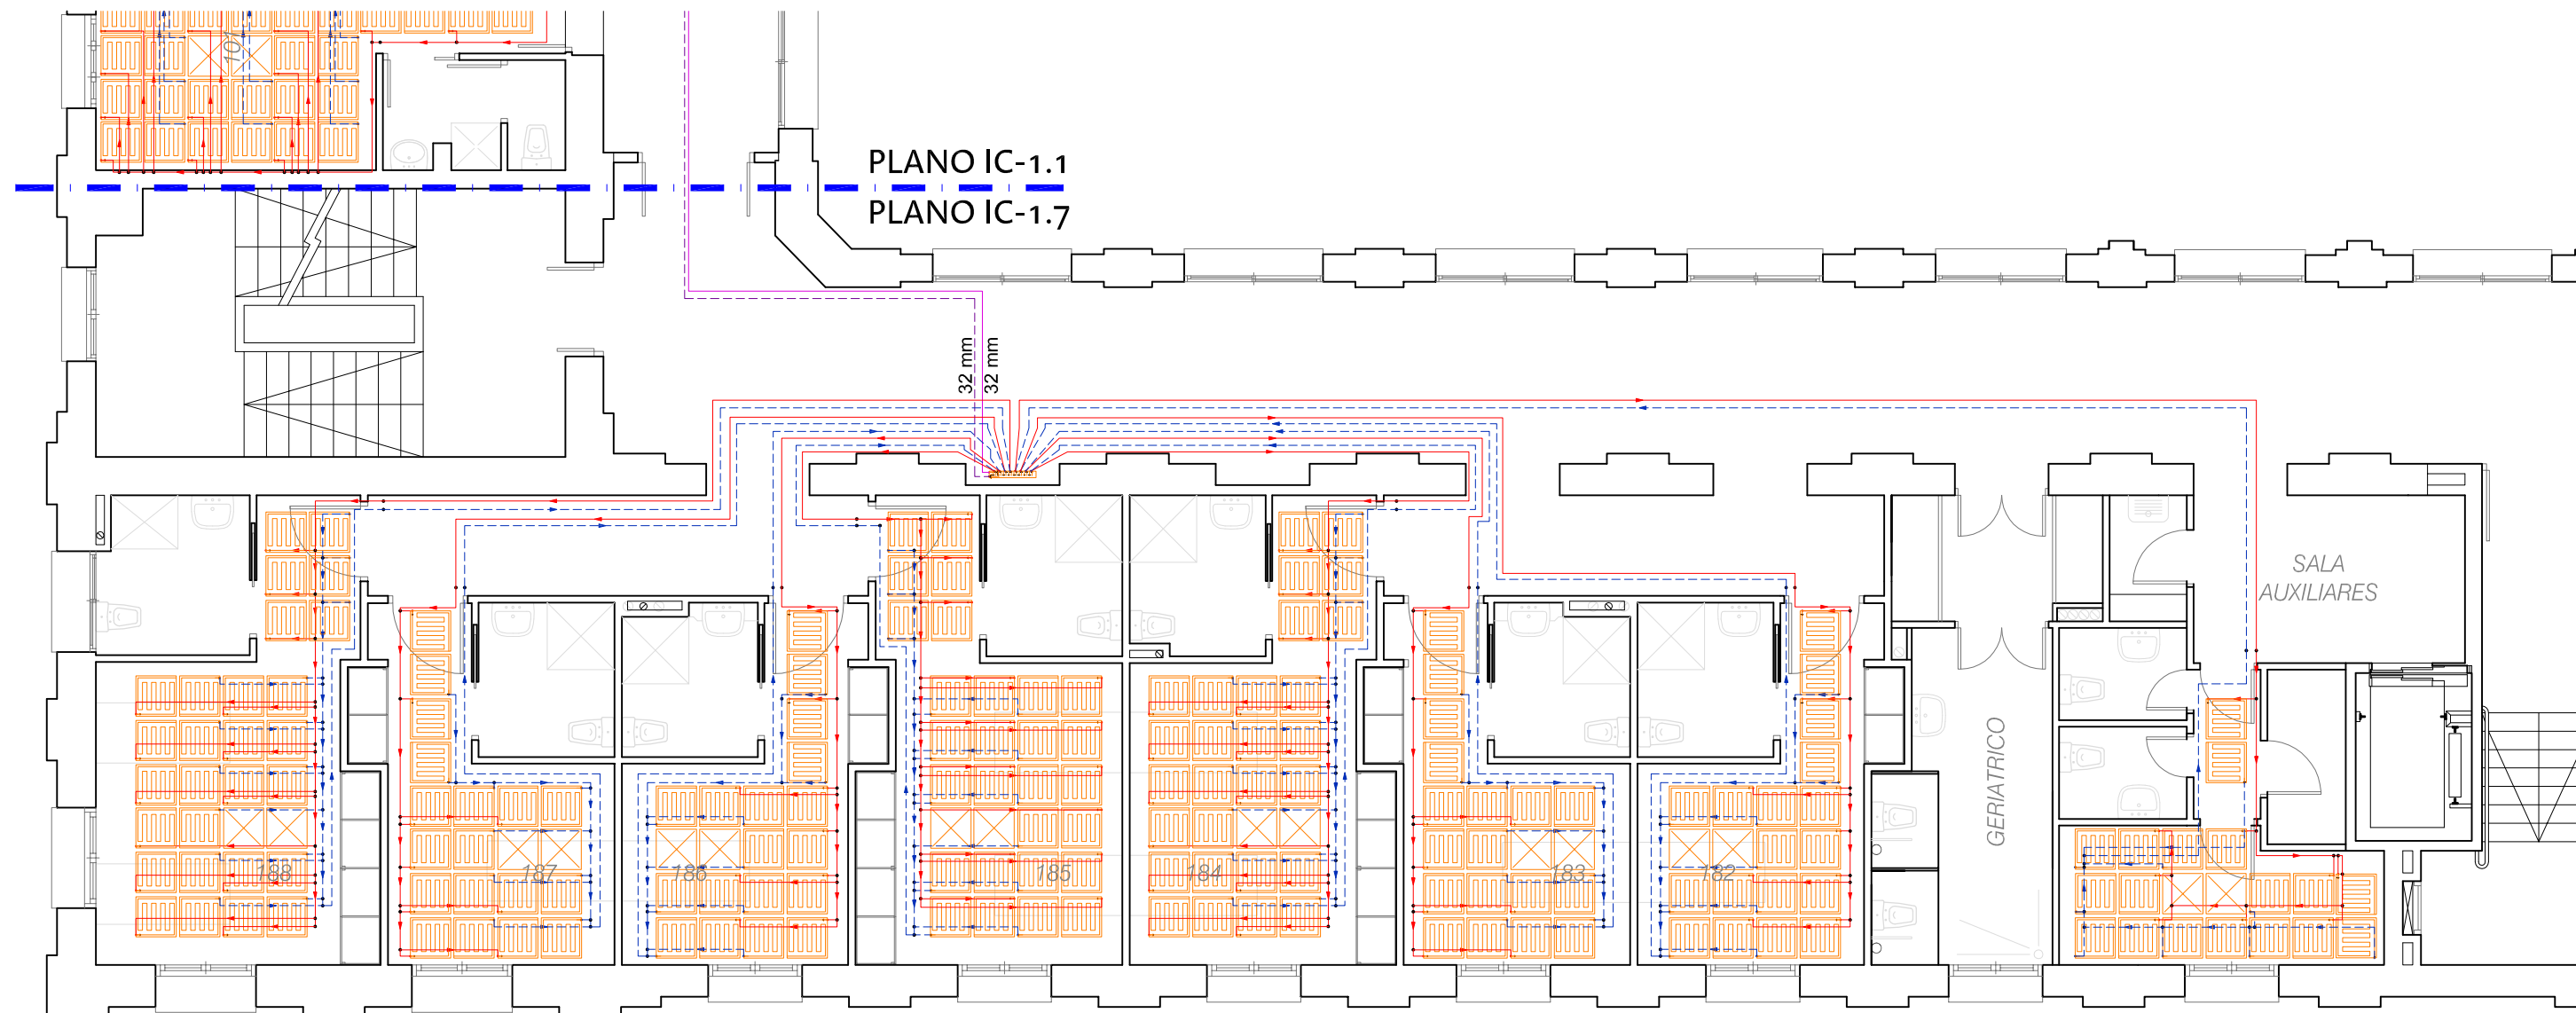 101
PLANO IC-1.1
PLANO IC-1.7
32 mm
32 mm
SALA
AUXILIARES
GERIATRICO
188
187
186
185
184
183
182